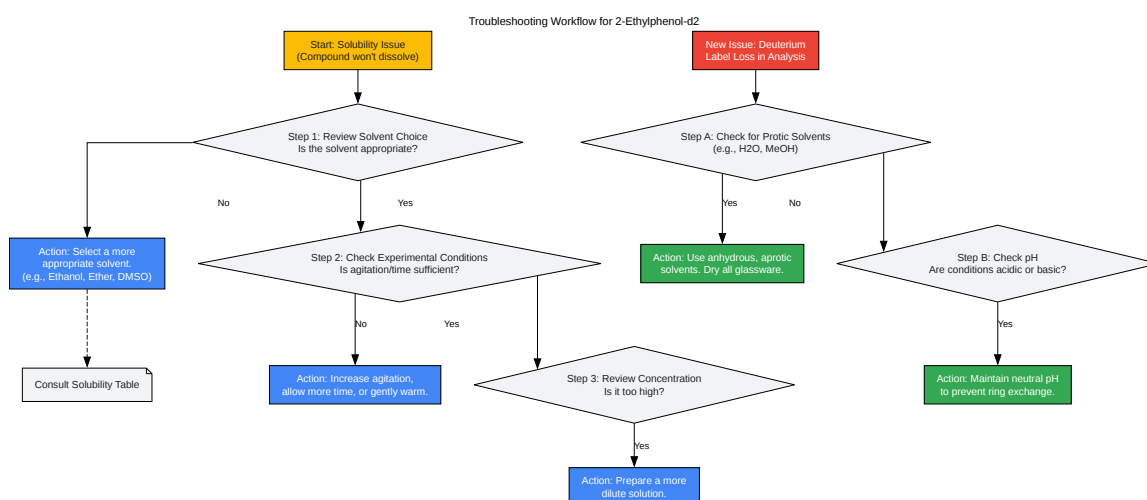 Troubleshooting Workflow for 2-Ethylphenol-d2
Start: Solubility Issue
(Compound won't dissolve)
New Issue: Deuterium
Label Loss in Analysis
Step 1: Review Solvent Choice
Is the solvent appropriate?
Step A: Check for Protic Solvents
(e.g., H2O, MeOH)
No
Yes
Yes
No
Action: Select a more
appropriate solvent.
(e.g., Ethanol, Ether, DMSO)
Step 2: Check Experimental Conditions
Is agitation/time sufficient?
Action: Use anhydrous, aprotic
solvents. Dry all glassware.
Step B: Check pH
Are conditions acidic or basic?
No
Yes
Yes
Consult Solubility Table
Action: Increase agitation,
allow more time, or gently warm.
Step 3: Review Concentration
Is it too high?
Action: Maintain neutral pH
to prevent ring exchange.
Yes
Action: Prepare a more
dilute solution.